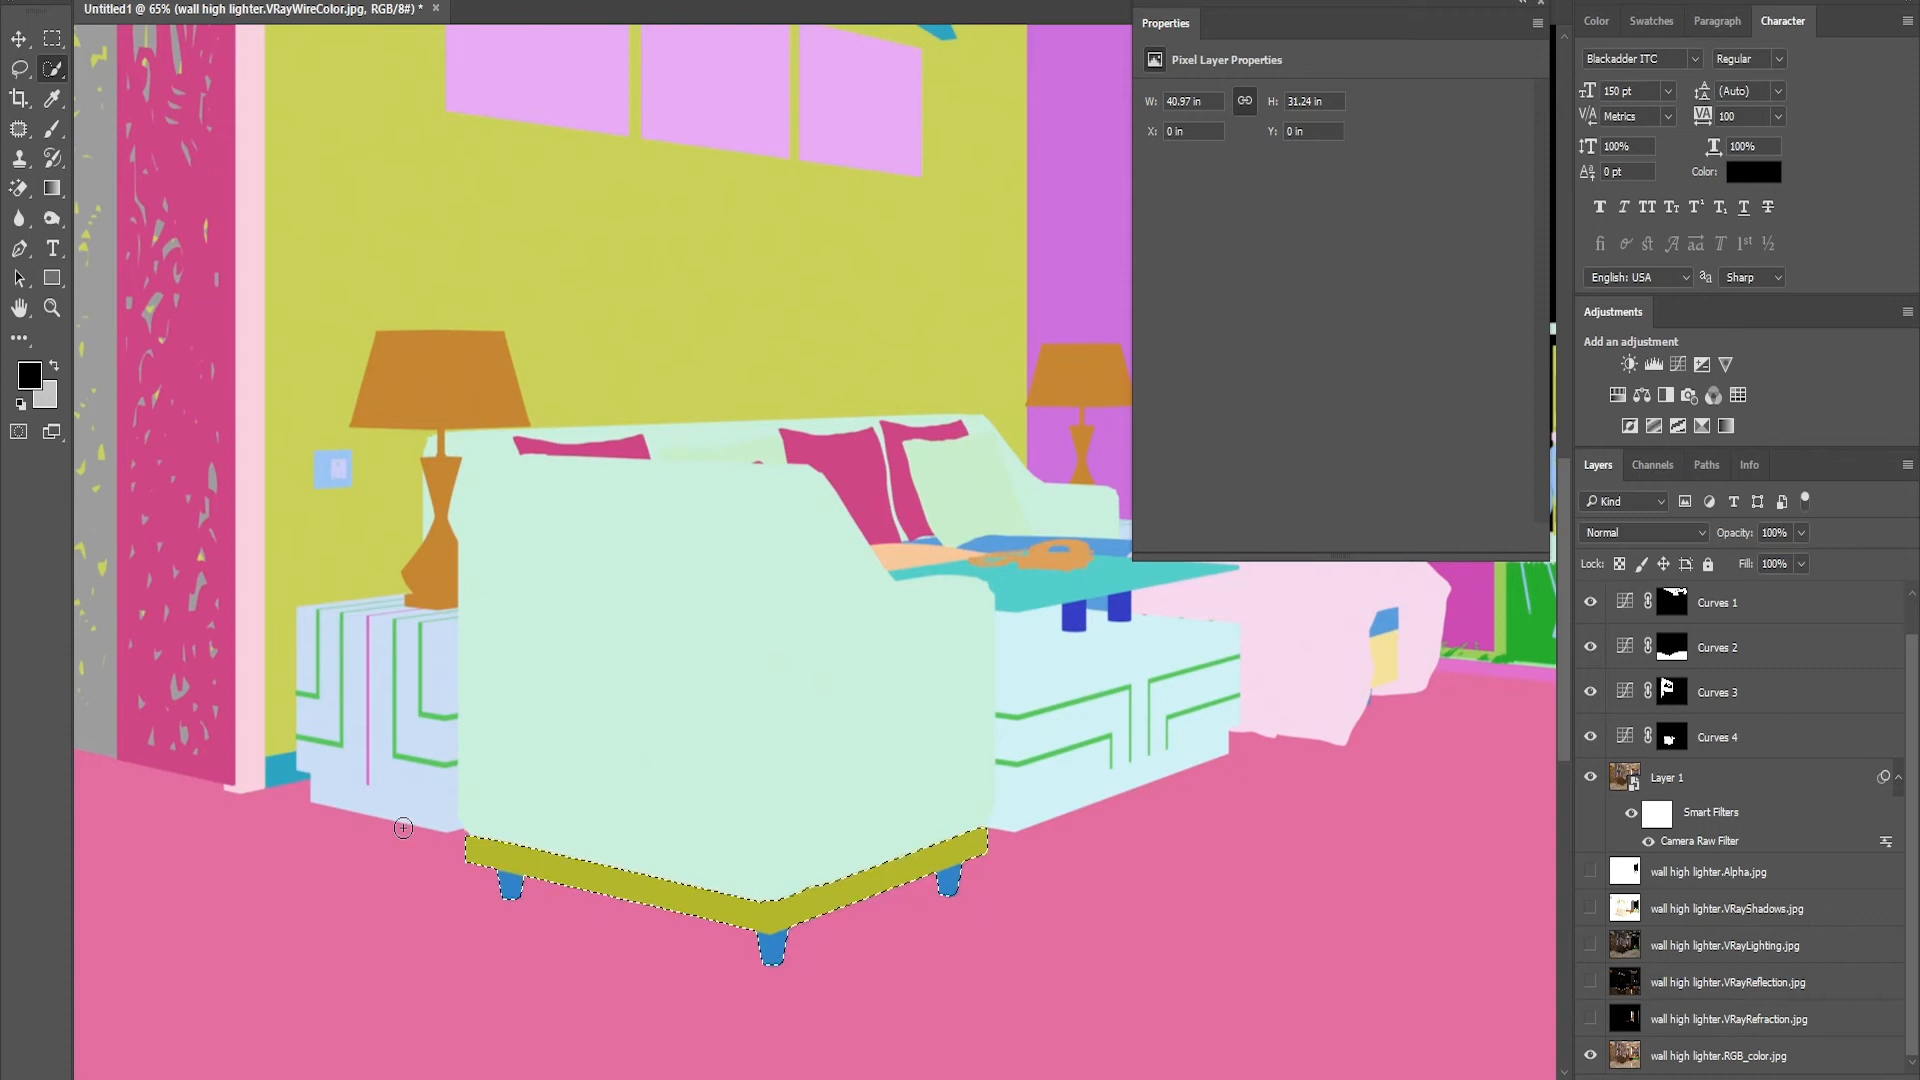 Untitled1 @ 65% (wall high lighter.VRayWireColor.jpg, RGB/8#) *
Properties
Pixel Layer Properties
W: 40.97 in H: 31.24 in
X: 0 in Y: 0 in
Color Swatches Paragraph Character
Blackadder ITC Regular
150 pt (Auto)
Metrics 100
100% 100%
0 pt Color:
English: USA Sharp
Adjustments
Add an adjustment
Layers Channels Paths Info
Kind
Normal Opacity: 100%
Lock: Fill: 100%
Curves 1
Curves 2
Curves 3
Curves 4
Layer 1
Smart Filters
Camera Raw Filter
wall high lighter.Alpha.jpg
wall high lighter.VRayShadows.jpg
wall high lighter.VRayLighting.jpg
wall high lighter.VRayReflection.jpg
wall high lighter.VRayRefraction.jpg
wall high lighter.RGB_color.jpg